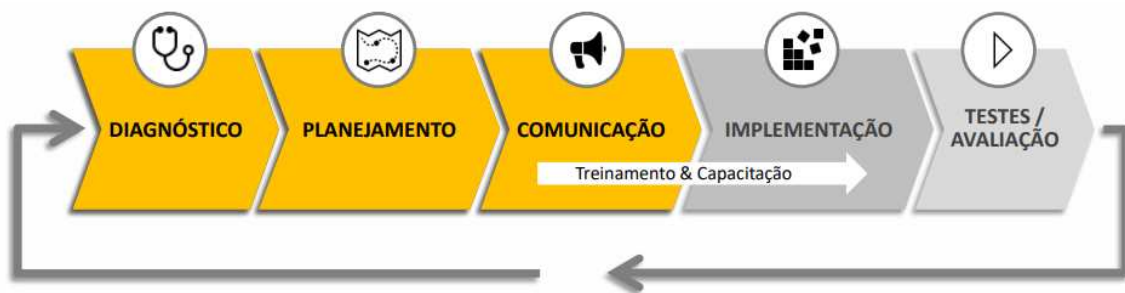 DIAGNÓSTICO
PLANEJAMENTO
COMUNICAÇÃO
IMPLEMENTAÇÃO
TESTES /
AVALIAÇÃO
Treinamento & Capacitação